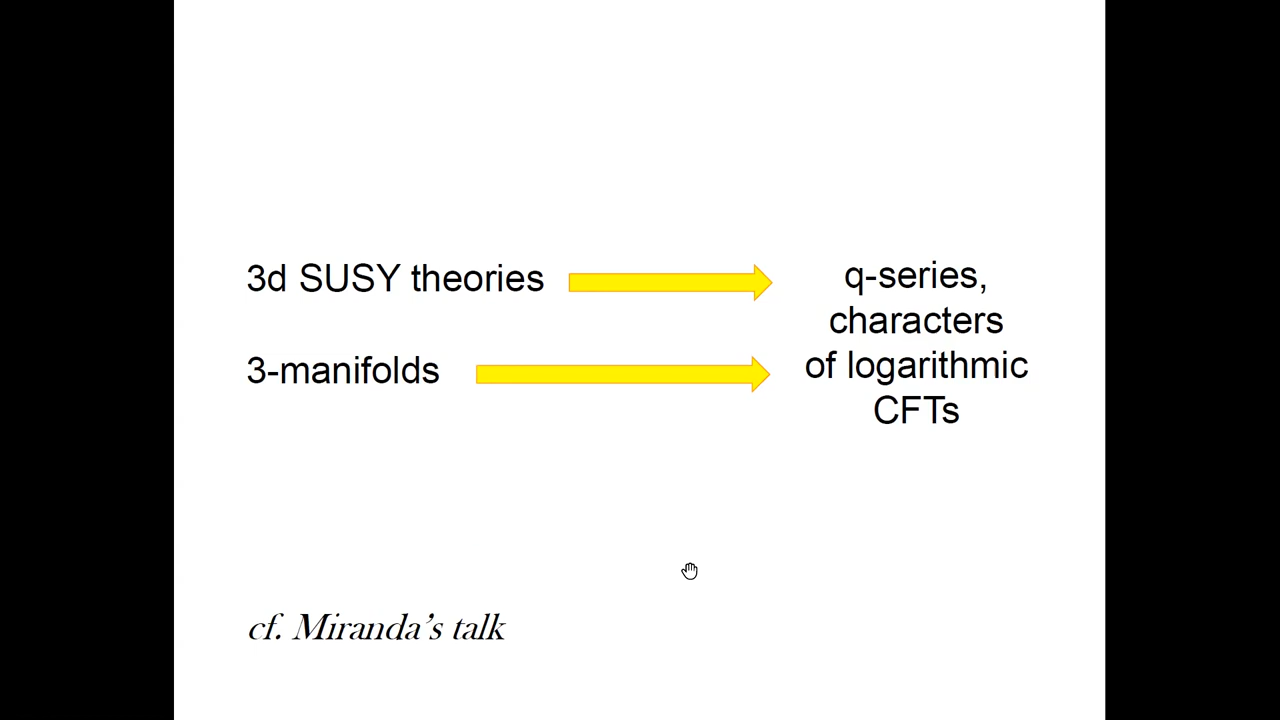 3d SUSY theories
3-manifolds
q-series,
characters
of logarithmic
CFTs
cf. Miranda's talk